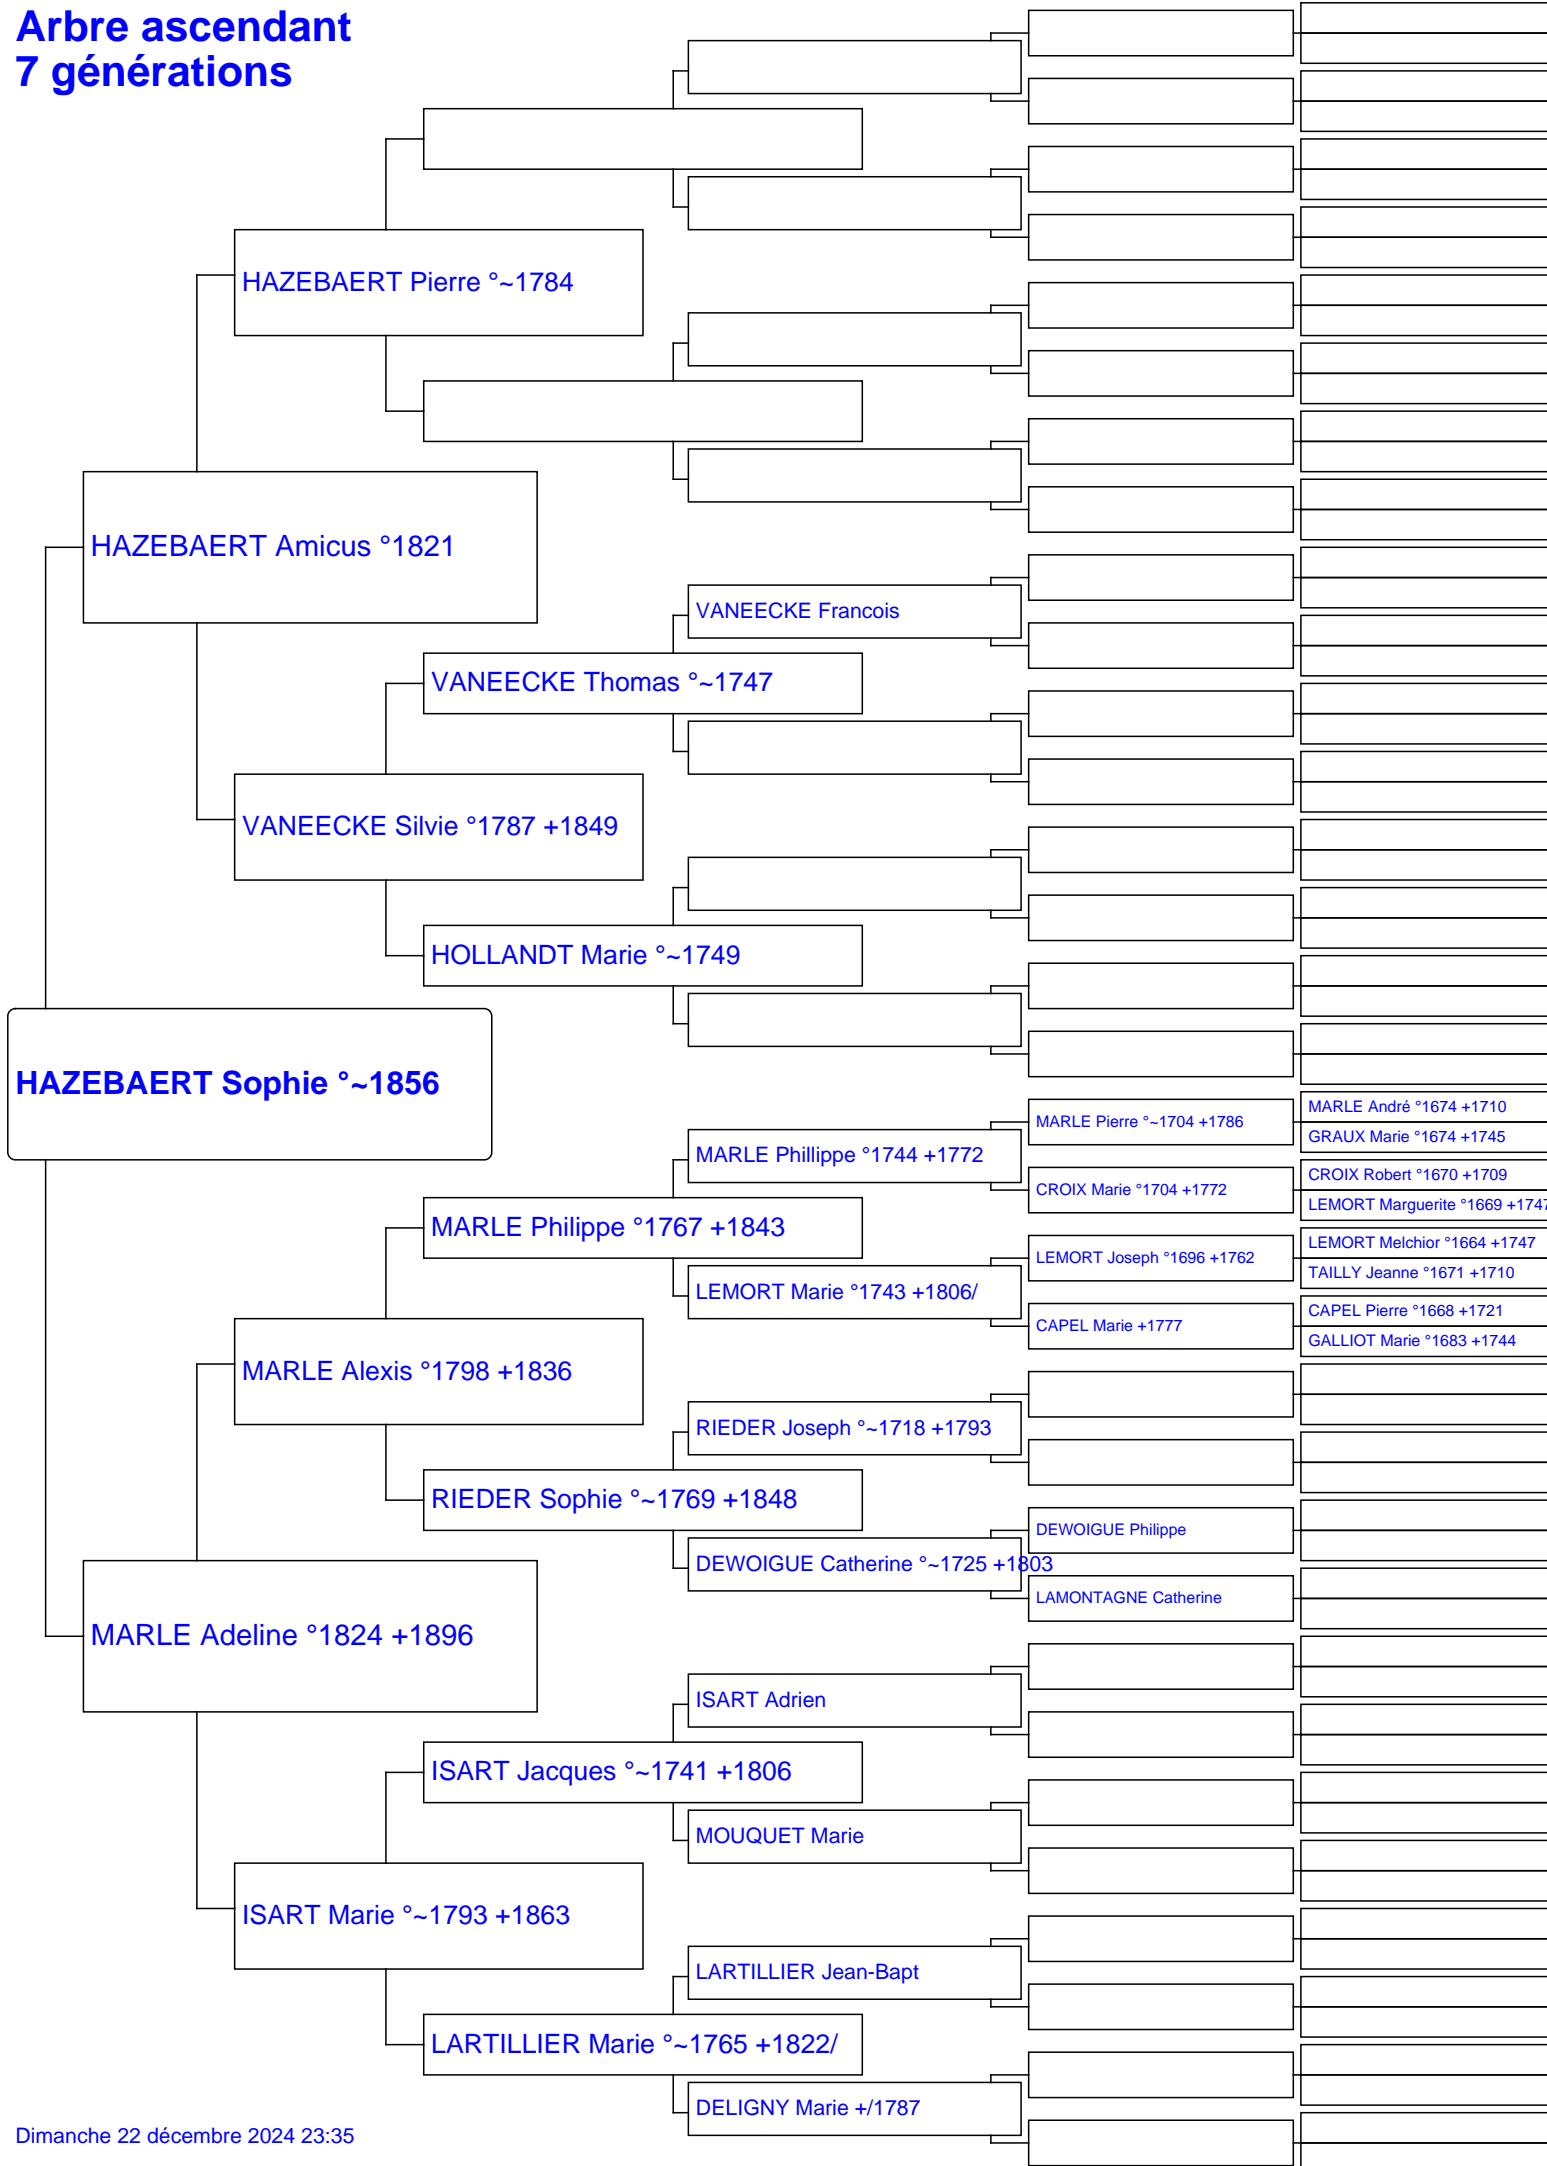 Arbre ascendant
7 générations
HAZEBAERT Pierre °~1784
HAZEBAERT Amicus °1821
VANEECKE Francois
VANEECKE Thomas °~1747
VANEECKE Silvie °1787 +1849
HOLLANDT Marie °~1749
HAZEBAERT Sophie °~1856
MARLE André °1674 +1710
MARLE Pierre °~1704 +1786
GRAUX Marie °1674 +1745
MARLE Phillippe °1744 +1772
CROIX Robert °1670 +1709
CROIX Marie °1704 +1772
LEMORT Marguerite °1669 +1747
MARLE Philippe °1767 +1843
LEMORT Melchior °1664 +1747
LEMORT Joseph °1696 +1762
TAILLY Jeanne °1671 +1710
LEMORT Marie °1743 +1806/
CAPEL Pierre °1668 +1721
CAPEL Marie +1777
GALLIOT Marie °1683 +1744
MARLE Alexis °1798 +1836
RIEDER Joseph °~1718 +1793
RIEDER Sophie °~1769 +1848
DEWOIGUE Philippe
DEWOIGUE Catherine °~1725 +1803
LAMONTAGNE Catherine
MARLE Adeline °1824 +1896
ISART Adrien
ISART Jacques °~1741 +1806
MOUQUET Marie
ISART Marie °~1793 +1863
LARTILLIER Jean-Bapt
LARTILLIER Marie °~1765 +1822/
DELIGNY Marie +/1787
Dimanche 22 décembre 2024 23:35